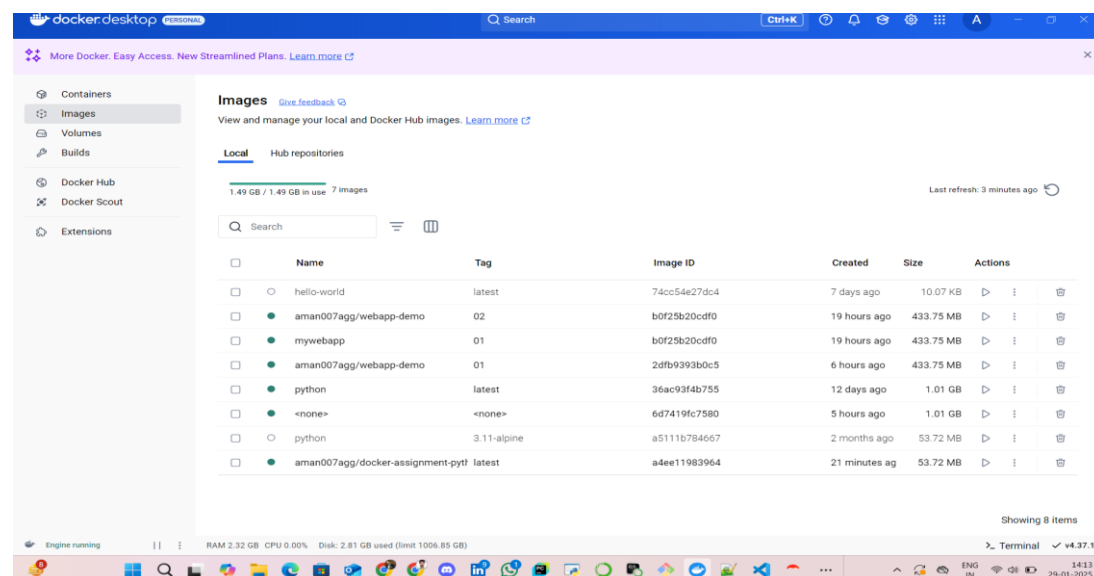 docker.desktop PERSONAL Search Ctrl+K A
More Docker. Easy Access. New Streamlined Plans. Learn more
Containers
Images
Volumes
Builds
Docker Hub
Docker Scout
Extensions
Images Give feedback
View and manage your local and Docker Hub images. Learn more
Local Hub repositories
1.49 GB / 1.49 GB in use 7 images Last refresh: 3 minutes ago
Search
Name Tag Image ID Created Size Actions
hello-world latest 74cc54e27dc4 7 days ago 10.07 KB
aman007agg/webapp-demo 02 b0f25b20cdf0 19 hours ago 433.75 MB
mywebapp 01 b0f25b20cdf0 19 hours ago 433.75 MB
aman007agg/webapp-demo 01 2dfb9393b0c5 6 hours ago 433.75 MB
python latest 36ac93f4b755 12 days ago 1.01 GB
<none> <none> 6d7419fc7580 5 hours ago 1.01 GB
python 3.11-alpine a5111b784667 2 months ago 53.72 MB
aman007agg/docker-assignment-pyth latest a4ee11983964 21 minutes ag 53.72 MB
Showing 8 items
Engine running RAM 2.32 GB CPU 0.00% Disk: 2.81 GB used (limit 1006.85 GB) >_ Terminal v4.37.1
ENG 14:13
IN 29-01-2025